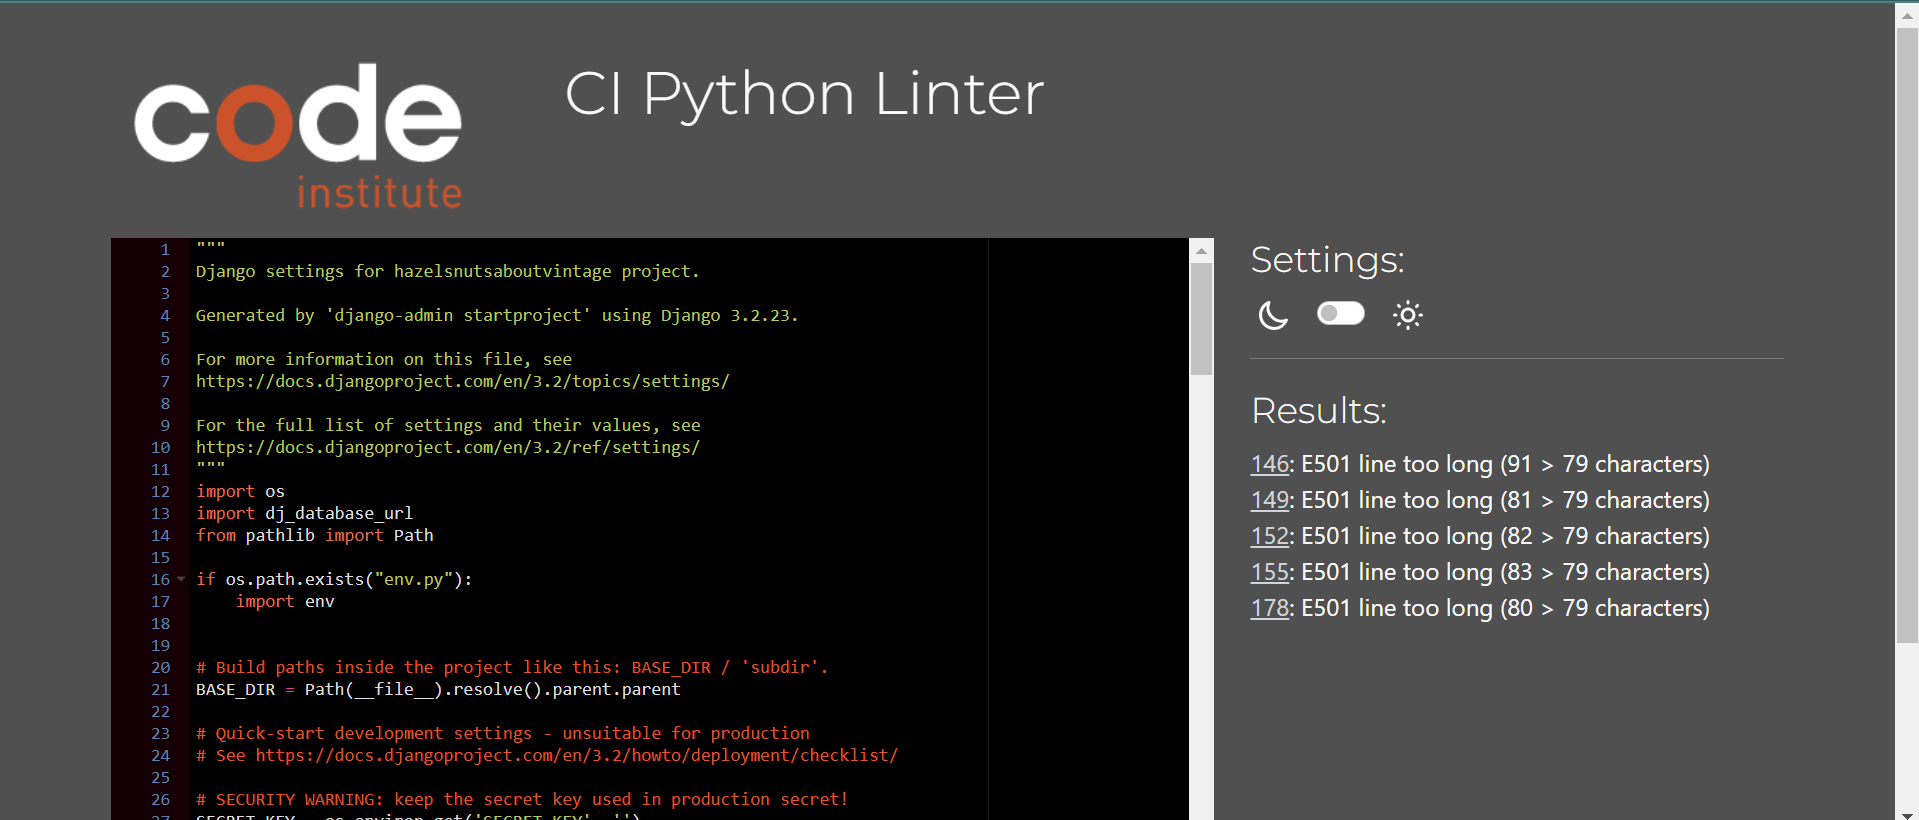 code
institute
CI Python Linter
1 """
2 Django settings for hazelsnutsaboutvintage project.
3
4 Generated by 'django-admin startproject' using Django 3.2.23.
5
6 For more information on this file, see
7 https://docs.djangoproject.com/en/3.2/topics/settings/
8
9 For the full list of settings and their values, see
10 https://docs.djangoproject.com/en/3.2/ref/settings/
11 """
12 import os
13 import dj_database_url
14 from pathlib import Path
15
16 if os.path.exists("env.py"):
17     import env
18
19
20 # Build paths inside the project like this: BASE_DIR / 'subdir'.
21 BASE_DIR = Path(__file__).resolve().parent.parent
22
23 # Quick-start development settings - unsuitable for production
24 # See https://docs.djangoproject.com/en/3.2/howto/deployment/checklist/
25
26 # SECURITY WARNING: keep the secret key used in production secret!
27 SECRET_KEY = os.environ.get('SECRET_KEY', '')
Settings:
Results:
146: E501 line too long (91 > 79 characters)
149: E501 line too long (81 > 79 characters)
152: E501 line too long (82 > 79 characters)
155: E501 line too long (83 > 79 characters)
178: E501 line too long (80 > 79 characters)